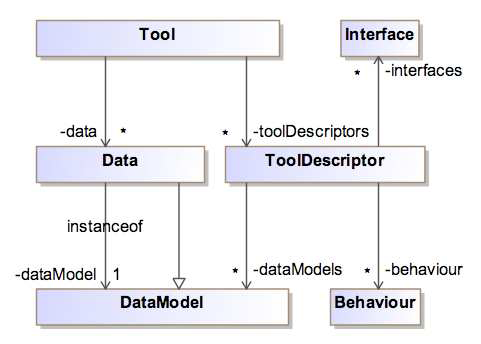 Tool
Interface
* -interfaces
-data *
* -toolDescriptors
Data
ToolDescriptor
instanceof
-dataModel 1
* -dataModels
* -behaviour
DataModel
Behaviour